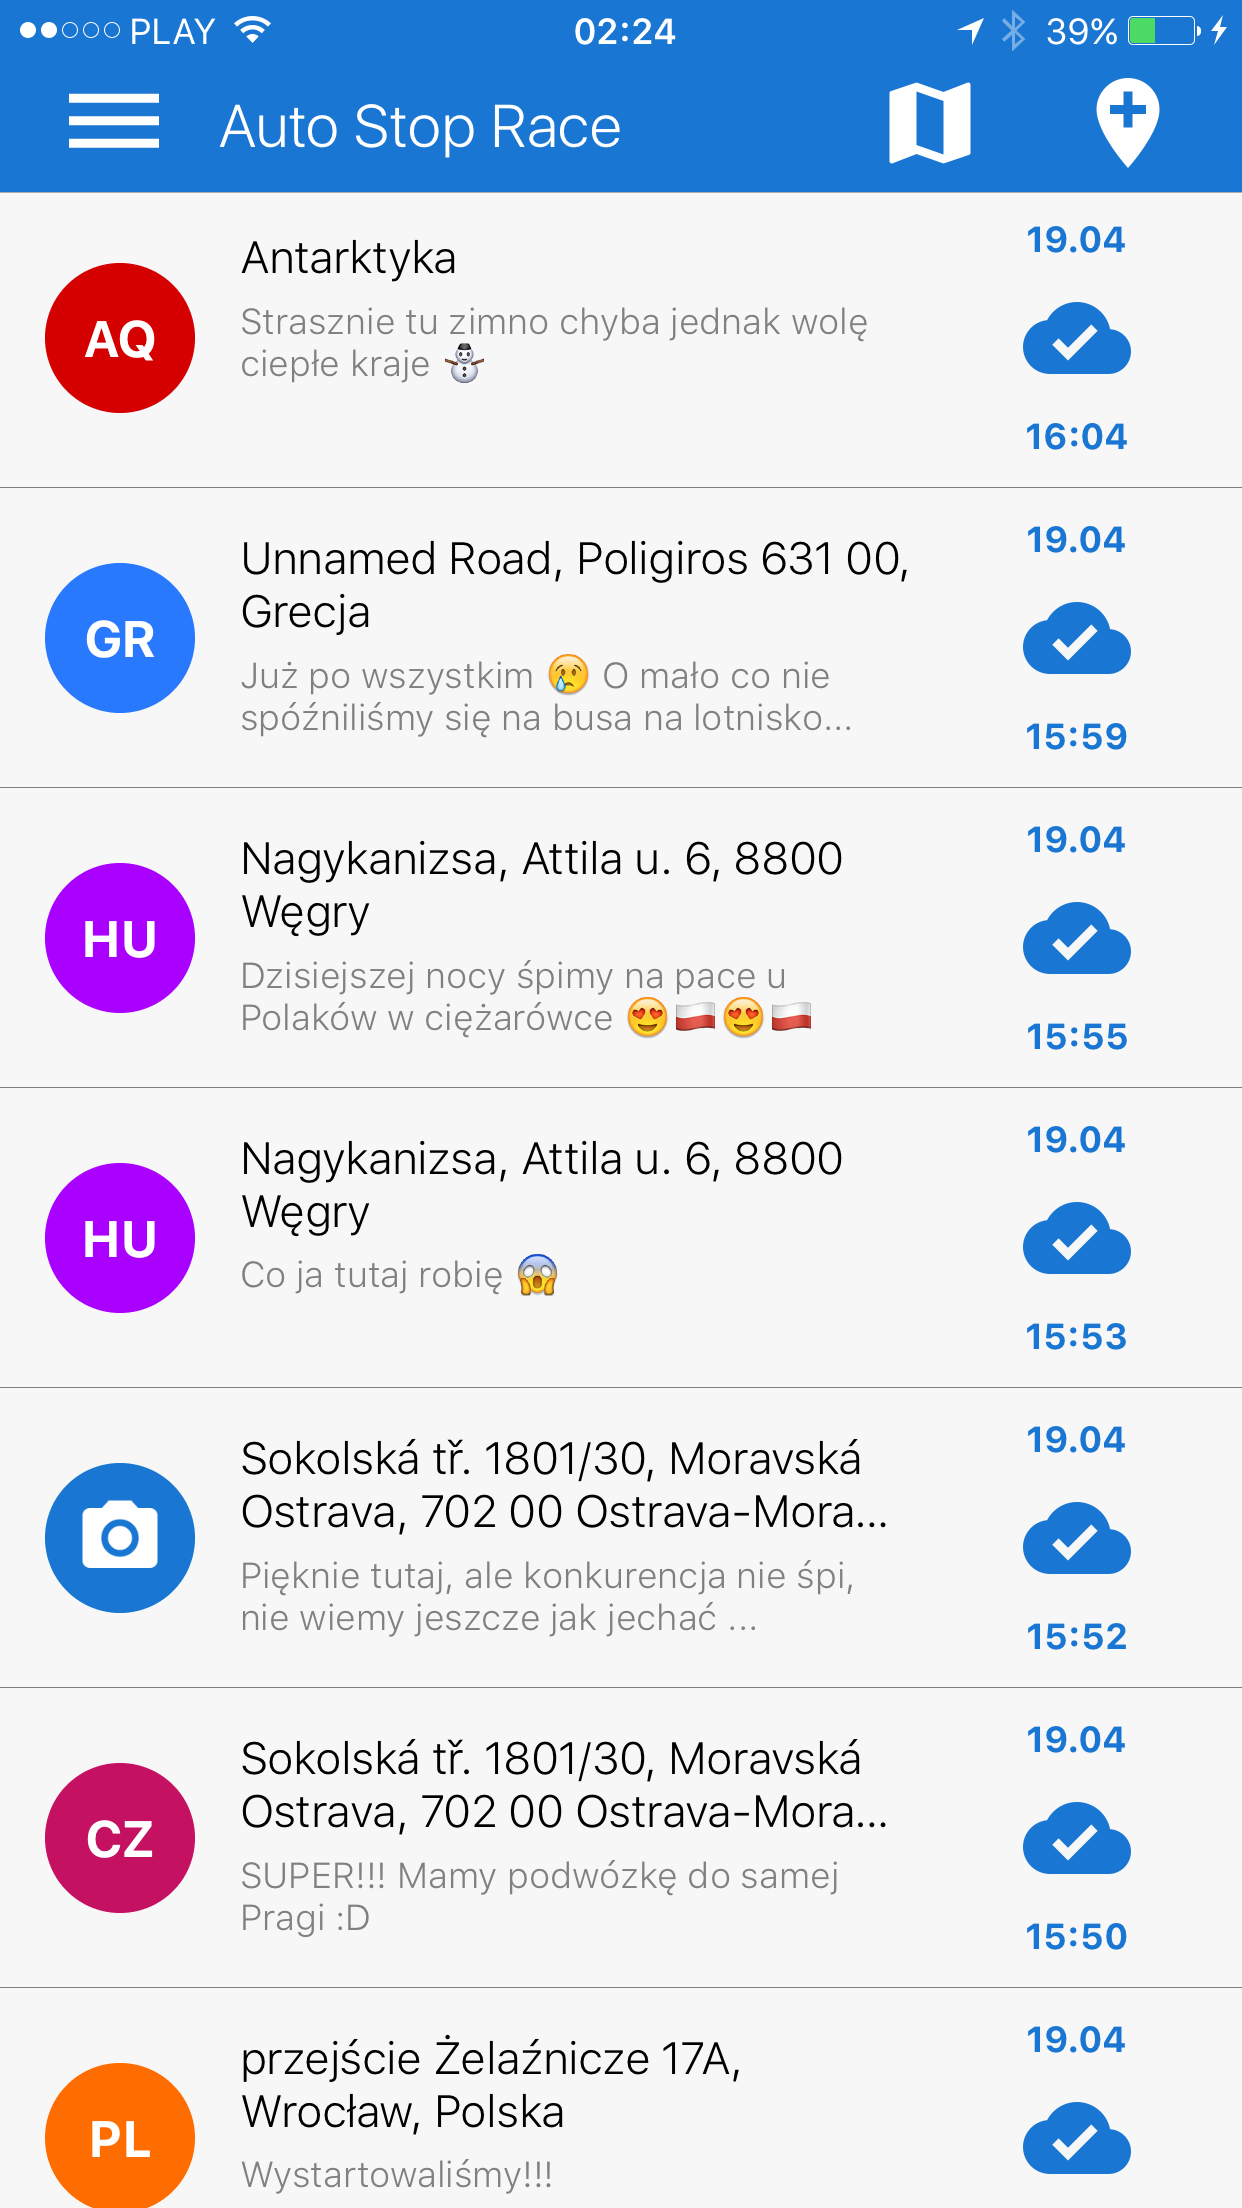 PLAY 02:24 39%
Auto Stop Race
19.04
Antarktyka
AQ
Strasznie tu zimno chyba jednak wolę
ciepłe kraje ⛄
16:04
19.04
Unnamed Road, Poligiros 631 00,
Grecja
GR
Już po wszystkim 😢 O mało co nie
spóźniliśmy się na busa na lotnisko...
15:59
19.04
Nagykanizsa, Attila u. 6, 8800
Węgry
HU
Dzisiejszej nocy śpimy na pace u
Polaków w ciężarówce 😍🇵🇱😍🇵🇱
15:55
19.04
Nagykanizsa, Attila u. 6, 8800
Węgry
HU
Co ja tutaj robię 😱
15:53
19.04
Sokolská tř. 1801/30, Moravská
Ostrava, 702 00 Ostrava-Mora...
Pięknie tutaj, ale konkurencja nie śpi,
nie wiemy jeszcze jak jechać ...
15:52
19.04
Sokolská tř. 1801/30, Moravská
Ostrava, 702 00 Ostrava-Mora...
CZ
SUPER!!! Mamy podwózkę do samej
Pragi :D
15:50
19.04
przejście Żelaźnicze 17A,
Wrocław, Polska
PL
Wystartowaliśmy!!!